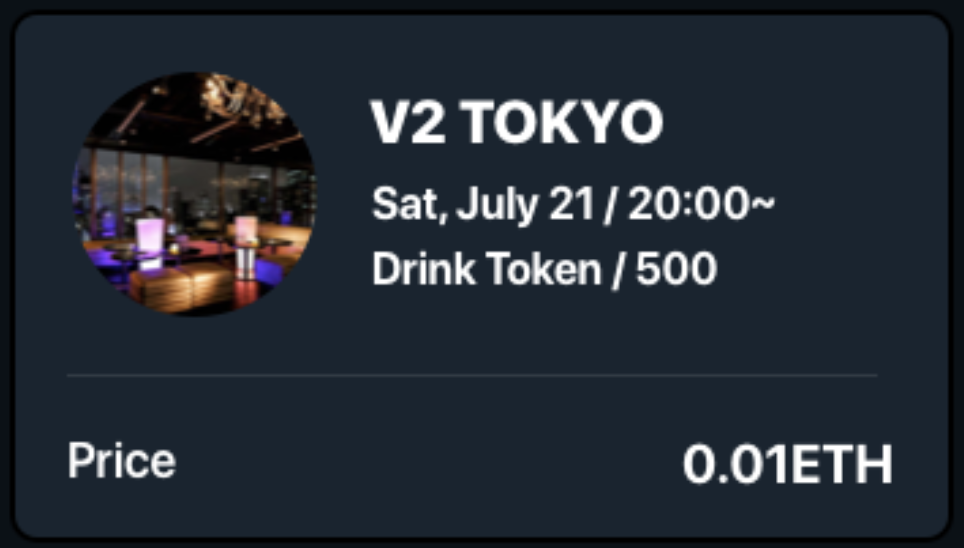 V2 TOKYO
Sat, July 21 / 20:00~
Drink Token / 500
Price
0.01ETH